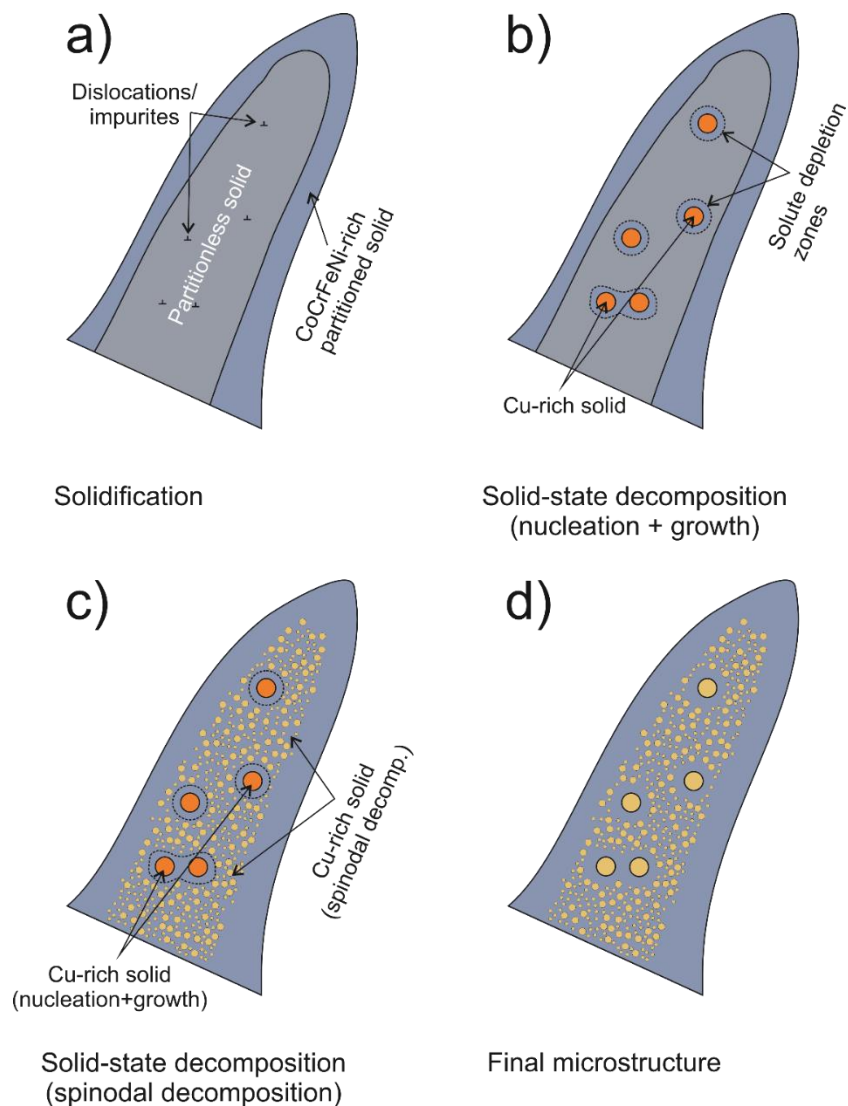 a)
Dislocations/
impurites
Partitionless solid
CoCrFeNi-rich
partitioned solid
Solidification
b)
Solute depletion
zones
Cu-rich solid
Solid-state decomposition
(nucleation + growth)
c)
Cu-rich solid
(spinodal decomp.)
Cu-rich solid
(nucleation+growth)
Solid-state decomposition
(spinodal decomposition)
d)
Final microstructure